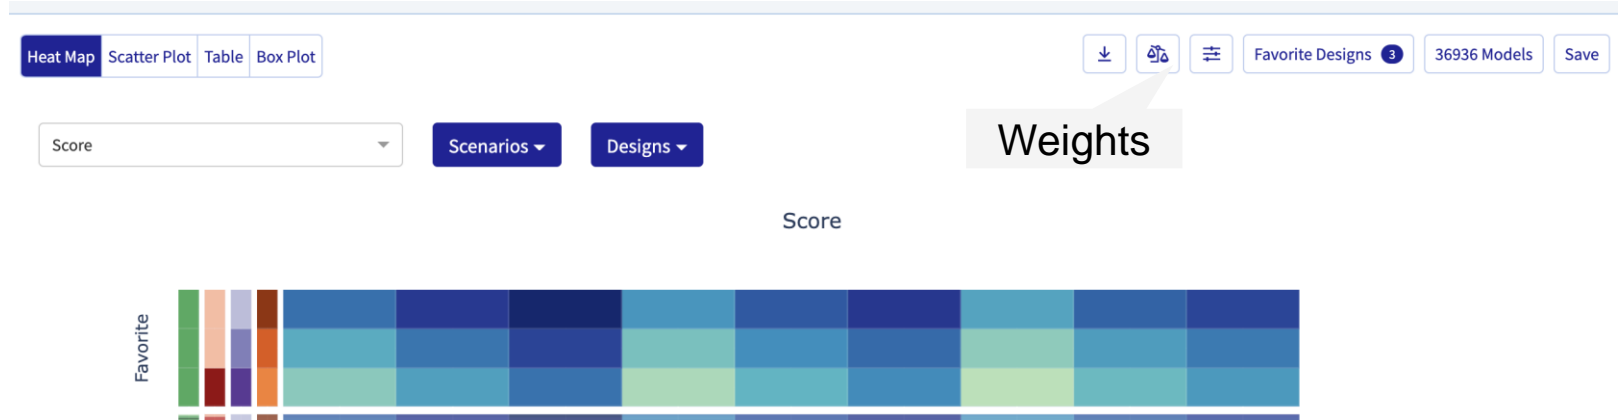 Heat Map Scatter Plot Table Box Plot
Favorite Designs 3 36936 Models Save
Weights
Score Scenarios Designs
Score
Favorite